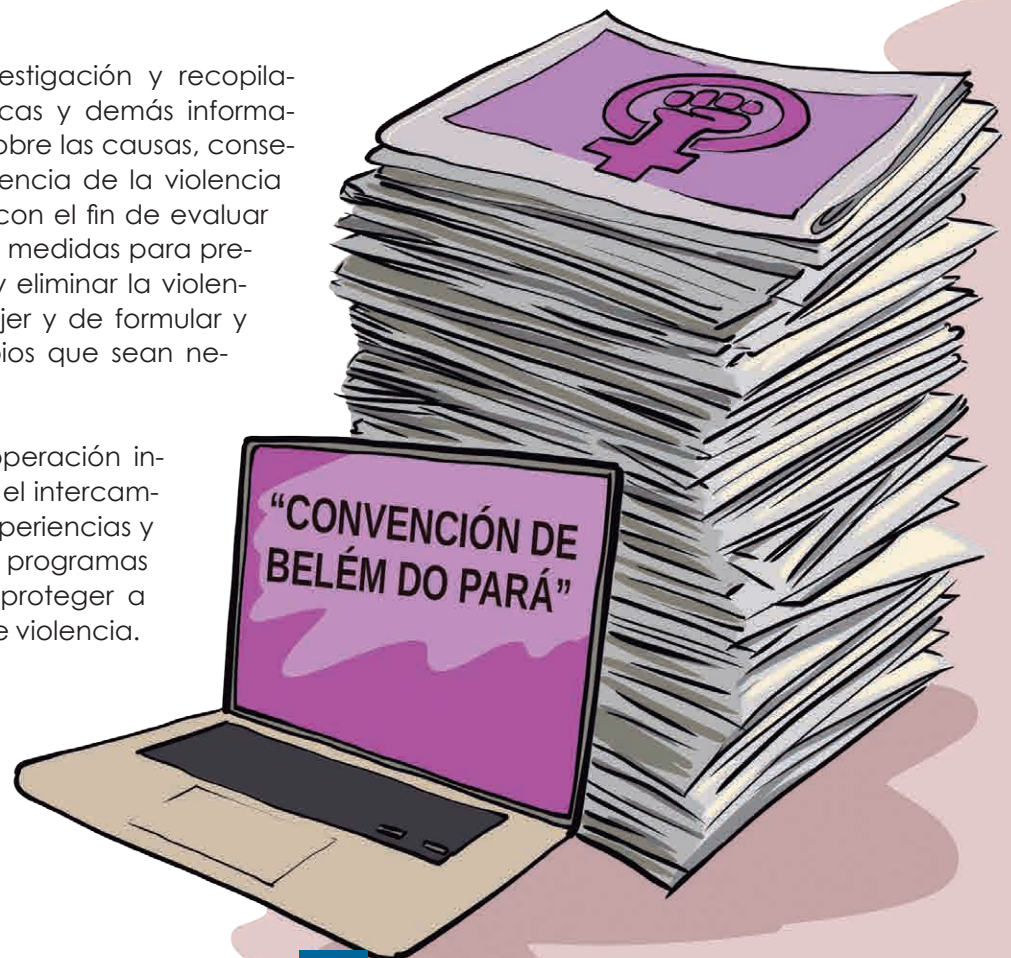 estigación y recopila-
cas y demás informa-
obre las causas, conse-
encia de la violencia
con el fin de evaluar
medidas para pre-
y eliminar la violen-
jer y de formular y
bios que sean ne-
operación in-
el intercam-
periencias y
programas
proteger a
e violencia.
“CONVENCIÓN DE
BELÉM DO PARÁ”